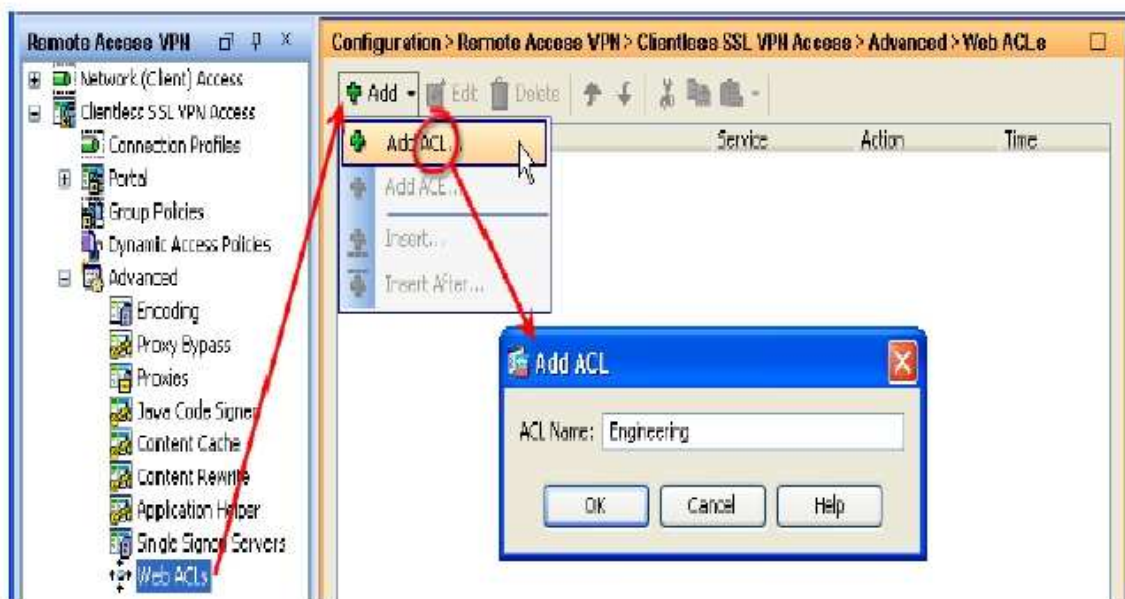 Remote Access VPN
Network (Client) Access
Clientless SSL VPN Access
Connection Profiles
Portal
Group Policies
Dynamic Access Policies
Advanced
Encoding
Proxy Bypass
Proxies
Java Code Signer
Content Cache
Content Rewrite
Application Helper
Single Signon Servers
Web ACLs
Configuration > Remote Access VPN > Clientless SSL VPN Access > Advanced > Web ACLs
Add Edit Delete
Service Action Time
Add ACL...
Add ACE...
Insert...
Insert After...
Add ACL
ACL Name: Engineering
OK Cancel Help